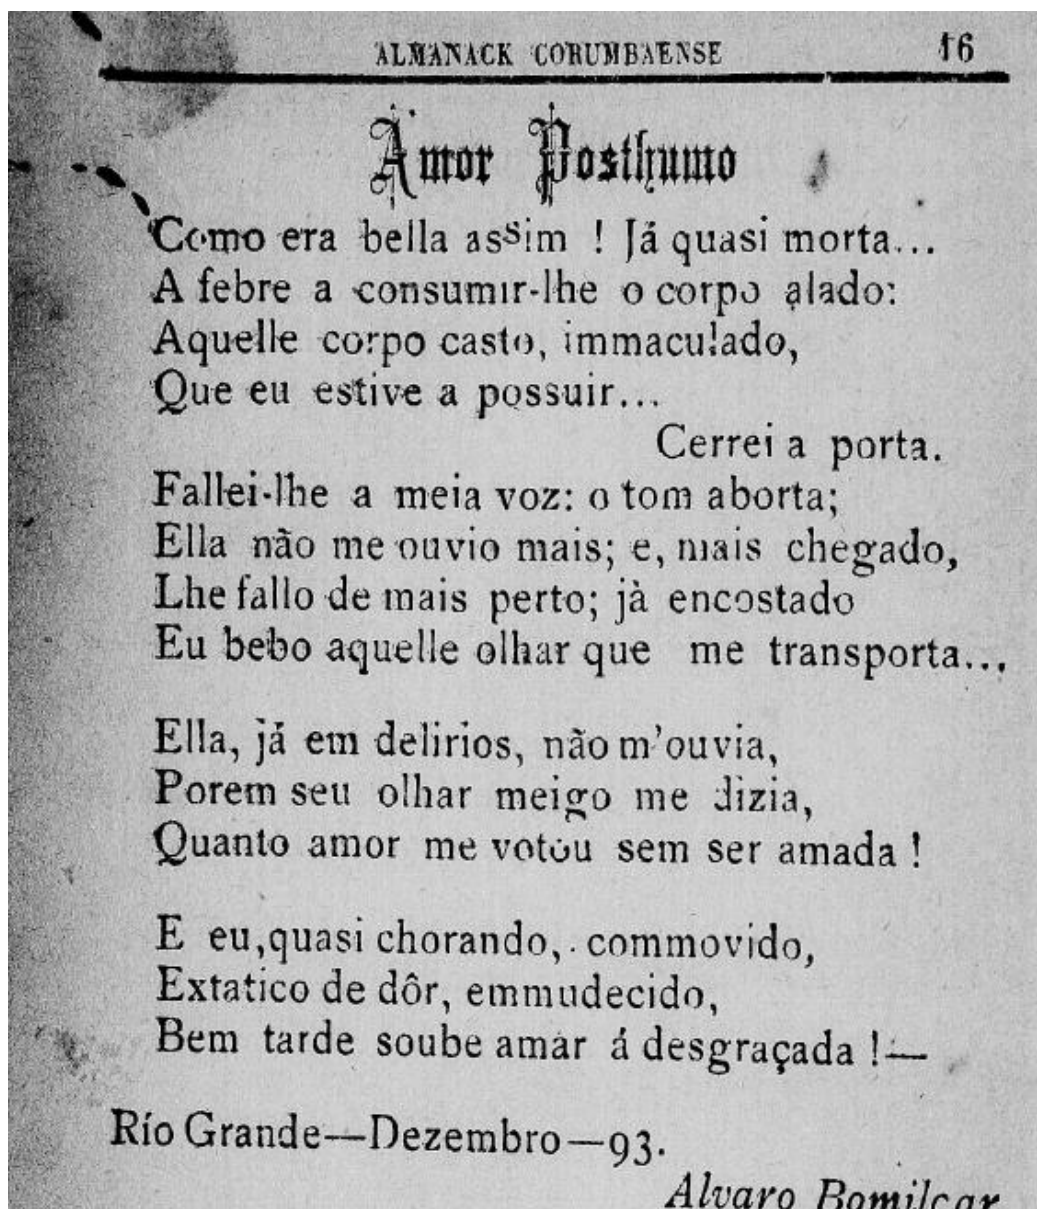 ALMANACK CORUMBAENSE 16
Amor Posthumo
Como era bella assim ! Já quasi morta...
A febre a consumir-lhe o corpo alado:
Aquelle corpo casto, immaculado,
Que eu estive a possuir...
Cerrei a porta.
Fallei-lhe a meia voz: o tom aborta;
Ella não me ouvio mais; e, mais chegado,
Lhe fallo de mais perto; jà encostado
Eu bebo aquelle olhar que me transporta...
Ella, já em delirios, não m'ouvia,
Porem seu olhar meigo me dizia,
Quanto amor me votou sem ser amada !
E eu,quasi chorando, commovido,
Extatico de dôr, emmudecido,
Bem tarde soube amar á desgraçada !—
Río Grande—Dezembro—93.
Alvaro Bomilcar